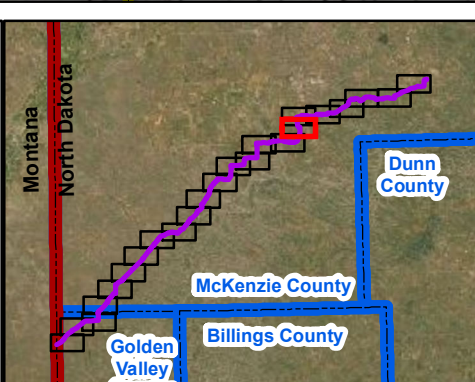 Montana
North Dakota
Dunn
County
McKenzie County
Billings County
Golden
Valley